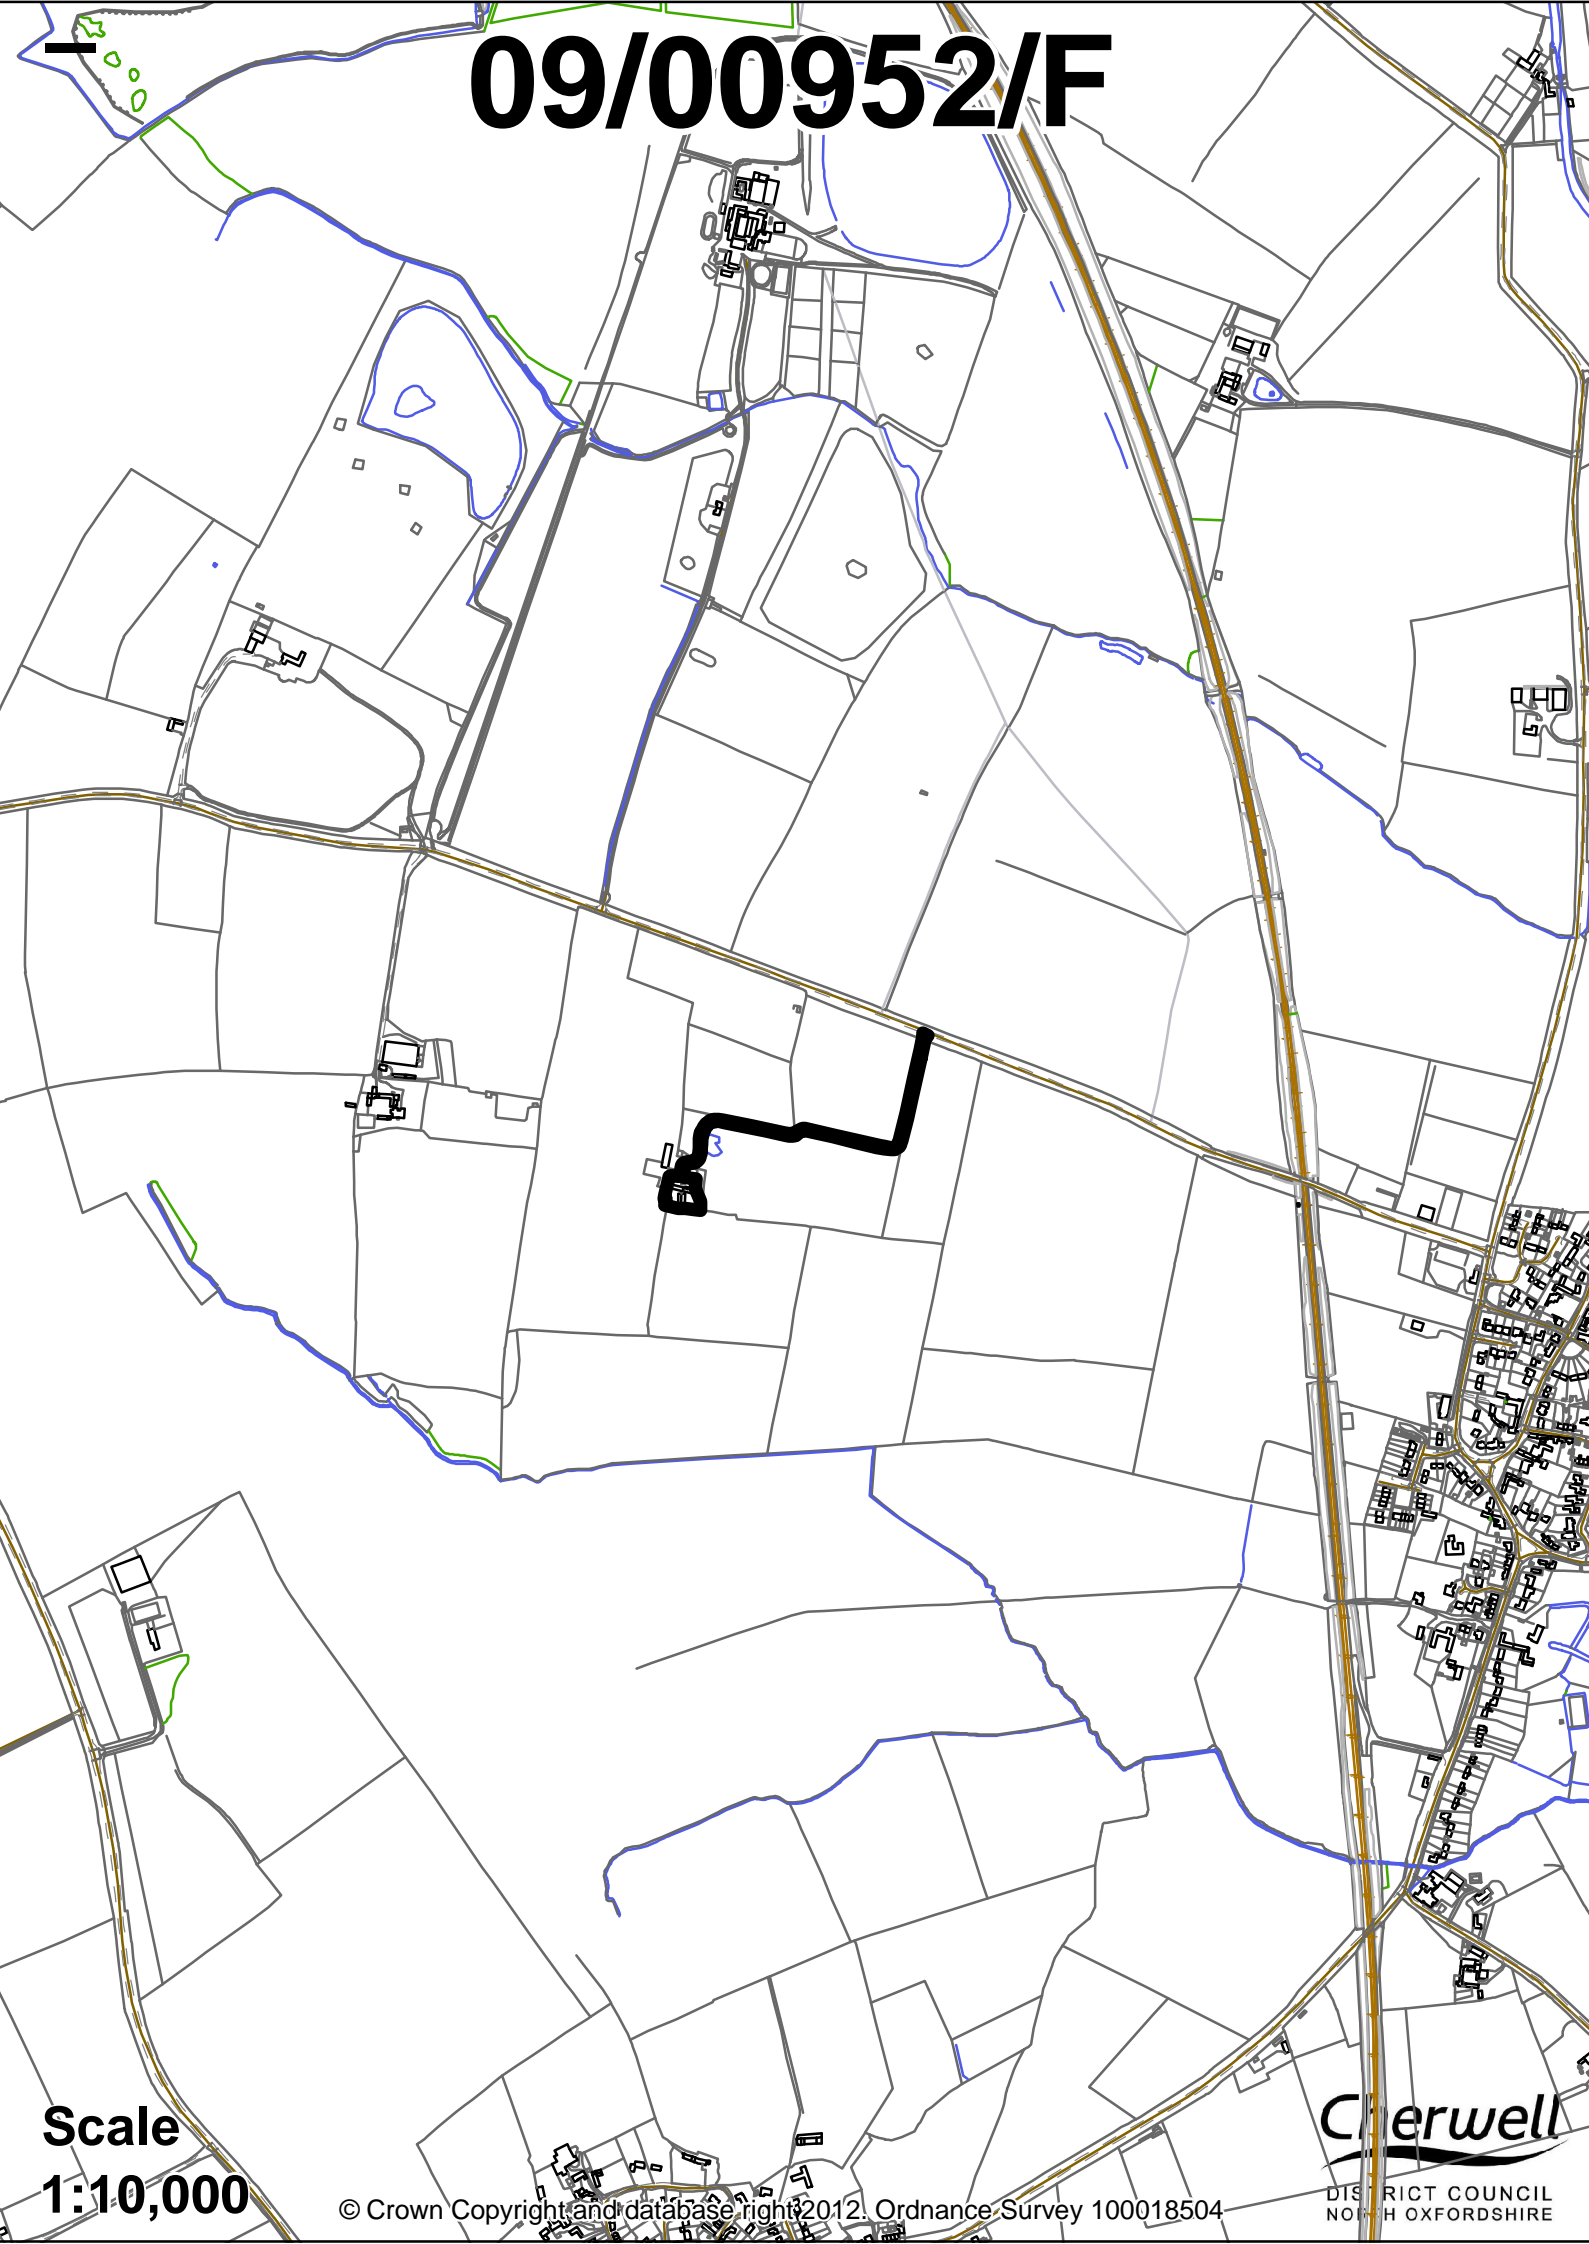 09/00952/F
Scale
1:10,000
© Crown Copyright and database right 2012. Ordnance Survey 100018504
Cherwell
DISTRICT COUNCIL
NORTH OXFORDSHIRE